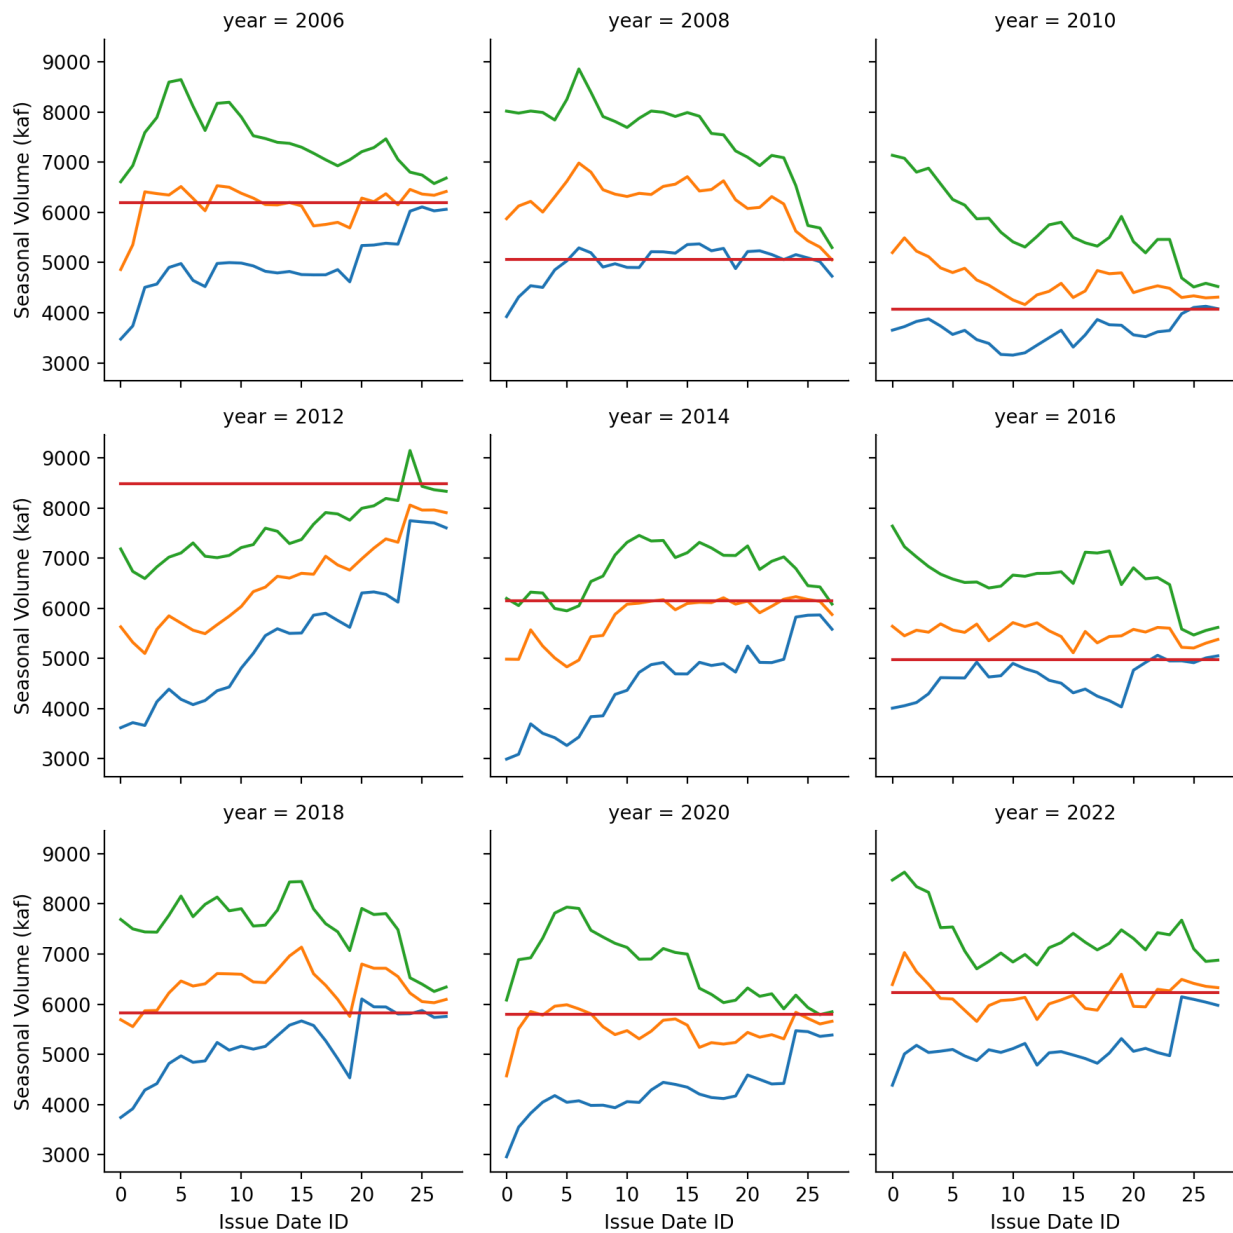 year = 2006
year = 2008
year = 2010
Seasonal Volume (kaf)
9000
8000
7000
6000
5000
4000
3000
year = 2012
year = 2014
year = 2016
Seasonal Volume (kaf)
9000
8000
7000
6000
5000
4000
3000
year = 2018
year = 2020
year = 2022
Seasonal Volume (kaf)
9000
8000
7000
6000
5000
4000
3000
0 5 10 15 20 25
0 5 10 15 20 25
0 5 10 15 20 25
Issue Date ID
Issue Date ID
Issue Date ID